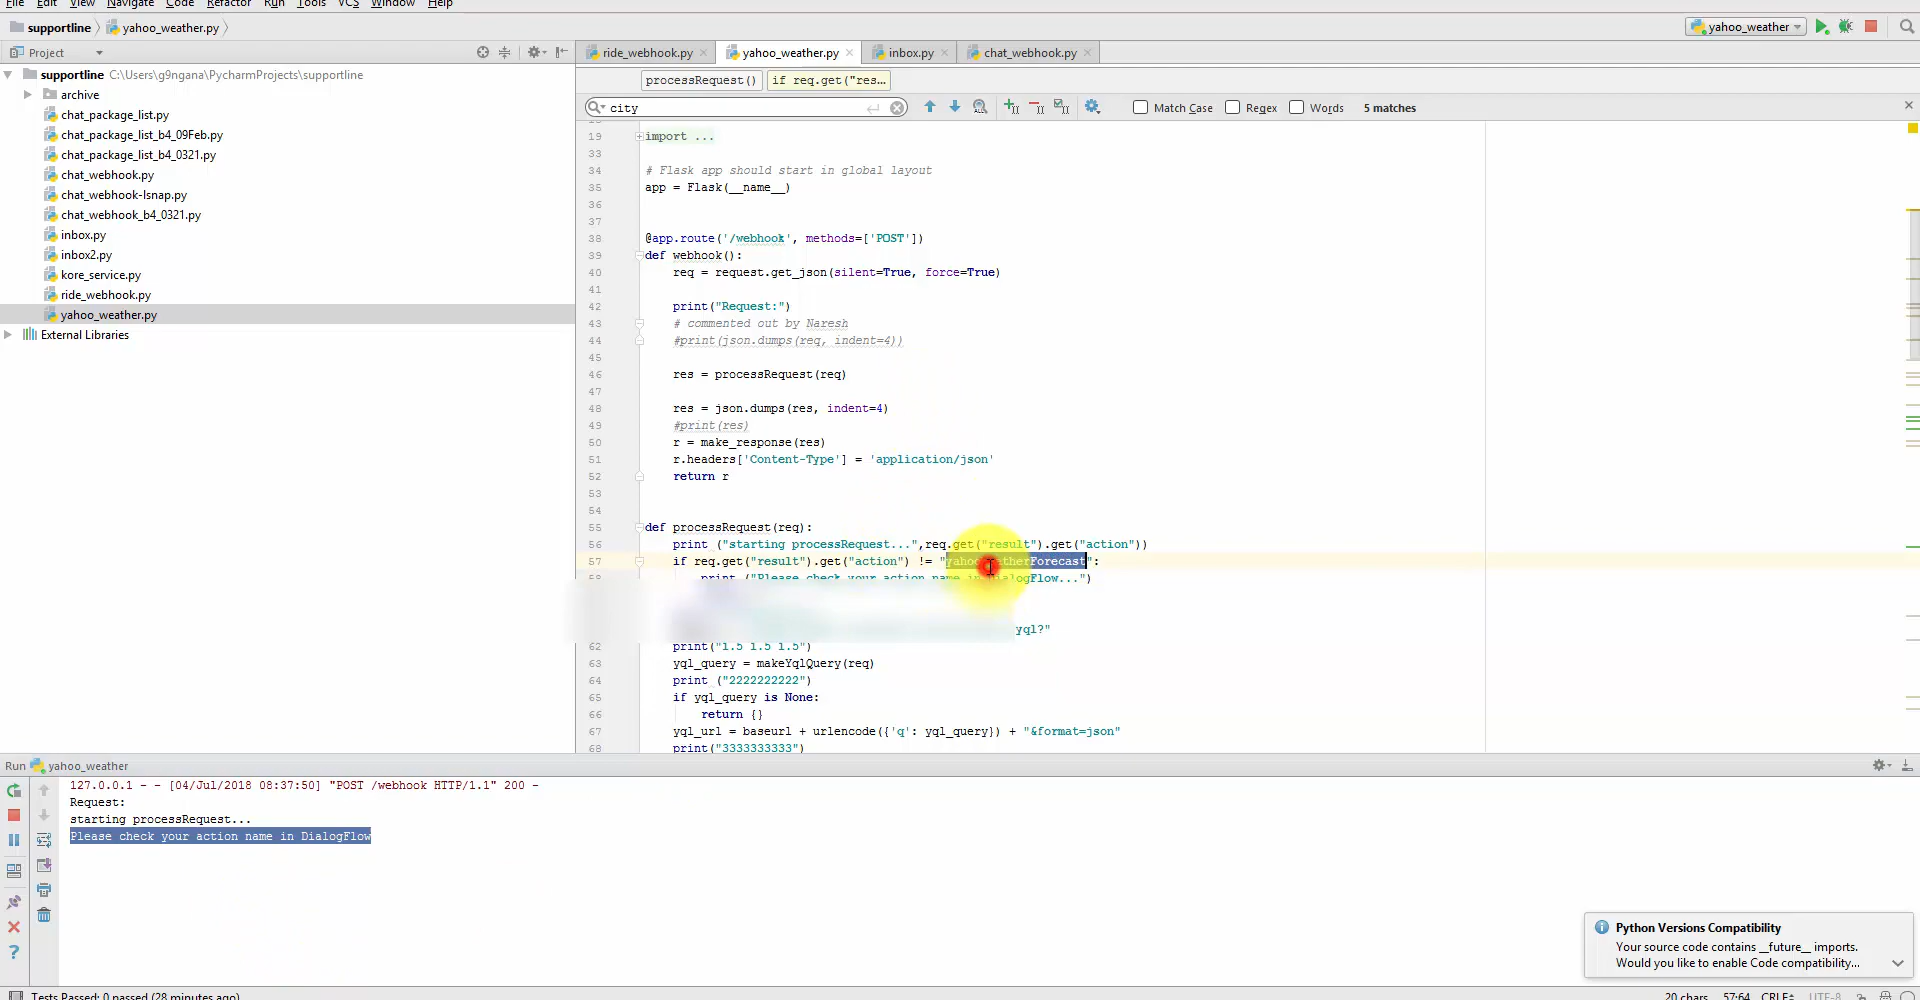 File Edit View Navigate Code Refactor Run Tools VCS Window Help
supportline yahoo_weather.py yahoo_weather
Project ride_webhook.py yahoo_weather.py inbox.py chat_webhook.py
supportline C:\Users\g9ngana\PycharmProjects\supportline
processRequest() if req.get("res...
archive
chat_package_list.py
city Match Case Regex Words 5 matches
chat_package_list_b4_09Feb.py
chat_package_list_b4_0321.py
chat_webhook.py
chat_webhook-lsnap.py
chat_webhook_b4_0321.py
inbox.py
inbox2.py
kore_service.py
ride_webhook.py
yahoo_weather.py
External Libraries
19 import ...
33
34 # Flask app should start in global layout
35 app = Flask(__name__)
36
37
38 @app.route('/webhook', methods=['POST'])
39 def webhook():
40 req = request.get_json(silent=True, force=True)
41
42 print("Request:")
43 # commented out by Naresh
44 #print(json.dumps(req, indent=4))
45
46 res = processRequest(req)
47
48 res = json.dumps(res, indent=4)
49 #print(res)
50 r = make_response(res)
51 r.headers['Content-Type'] = 'application/json'
52 return r
53
54
55 def processRequest(req):
56 print ("starting processRequest...",req.get("result").get("action"))
57 if req.get("result").get("action") != "yahooWeatherForecast":
58 print ("Please check your action name in DialogFlow...")
yql?"
62 print("1.5 1.5 1.5")
63 yql_query = makeYqlQuery(req)
64 print ("2222222222")
65 if yql_query is None:
66 return {}
67 yql_url = baseurl + urlencode({'q': yql_query}) + "&format=json"
68 print("3333333333")
Run yahoo_weather
127.0.0.1 - - [04/Jul/2018 08:37:50] "POST /webhook HTTP/1.1" 200 -
Request:
starting processRequest...
Please check your action name in DialogFlow
Python Versions Compatibility
Your source code contains __future__ imports.
Would you like to enable Code compatibility...
Tests Passed: 0 passed (28 minutes ago) 20 chars 57:64 CRLF UTF-8